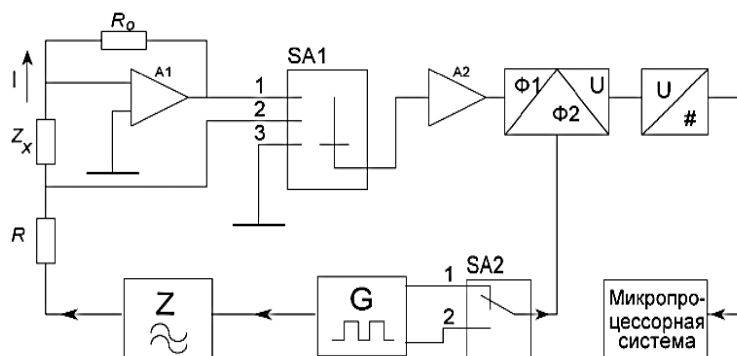 R₀
I
A1
Zₓ
R
1
2
3
SA1
A2
Ф1
U
Ф2
U
#
Z
G
1
2
SA2
Микропро-
цессорная
система